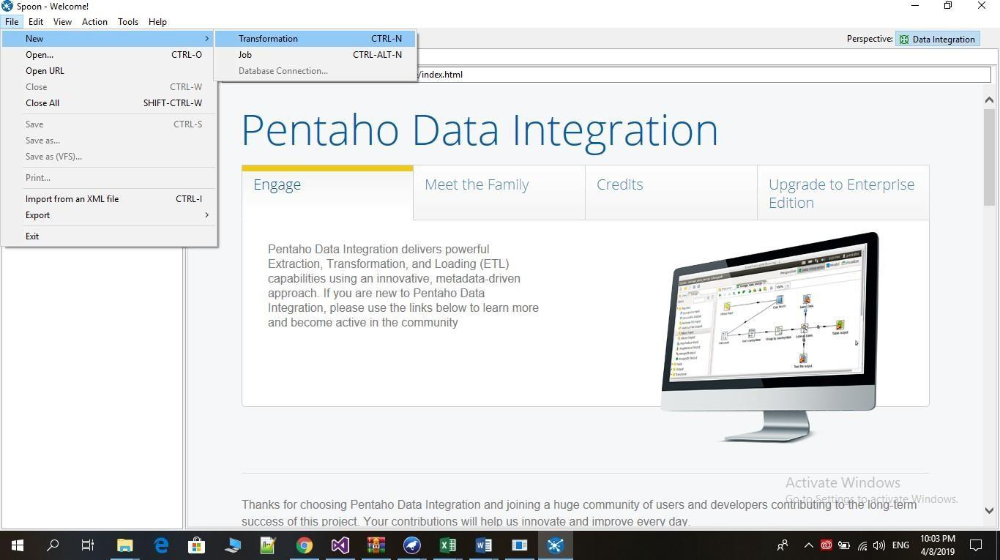 Spoon - Welcome!
File Edit View Action Tools Help
New
Open... CTRL-O
Open URL
Close CTRL-W
Close All SHIFT-CTRL-W
Save CTRL-S
Save as...
Save as (VFS)...
Print...
Import from an XML file CTRL-I
Export
Exit
Transformation CTRL-N
Job CTRL-ALT-N
Database Connection...
Perspective: Data Integration
/index.html
Pentaho Data Integration
Engage
Meet the Family
Credits
Upgrade to Enterprise
Edition
Pentaho Data Integration delivers powerful
Extraction, Transformation, and Loading (ETL)
capabilities using an innovative, metadata-driven
approach. If you are new to Pentaho Data
Integration, please use the links below to learn more
and become active in the community
Thanks for choosing Pentaho Data Integration and joining a huge community of users and developers contributing to the long-term
success of this project. Your contributions will help us innovate and improve every day.
Activate Windows
Go to Settings to activate Windows.
ENG
10:03 PM
4/8/2019